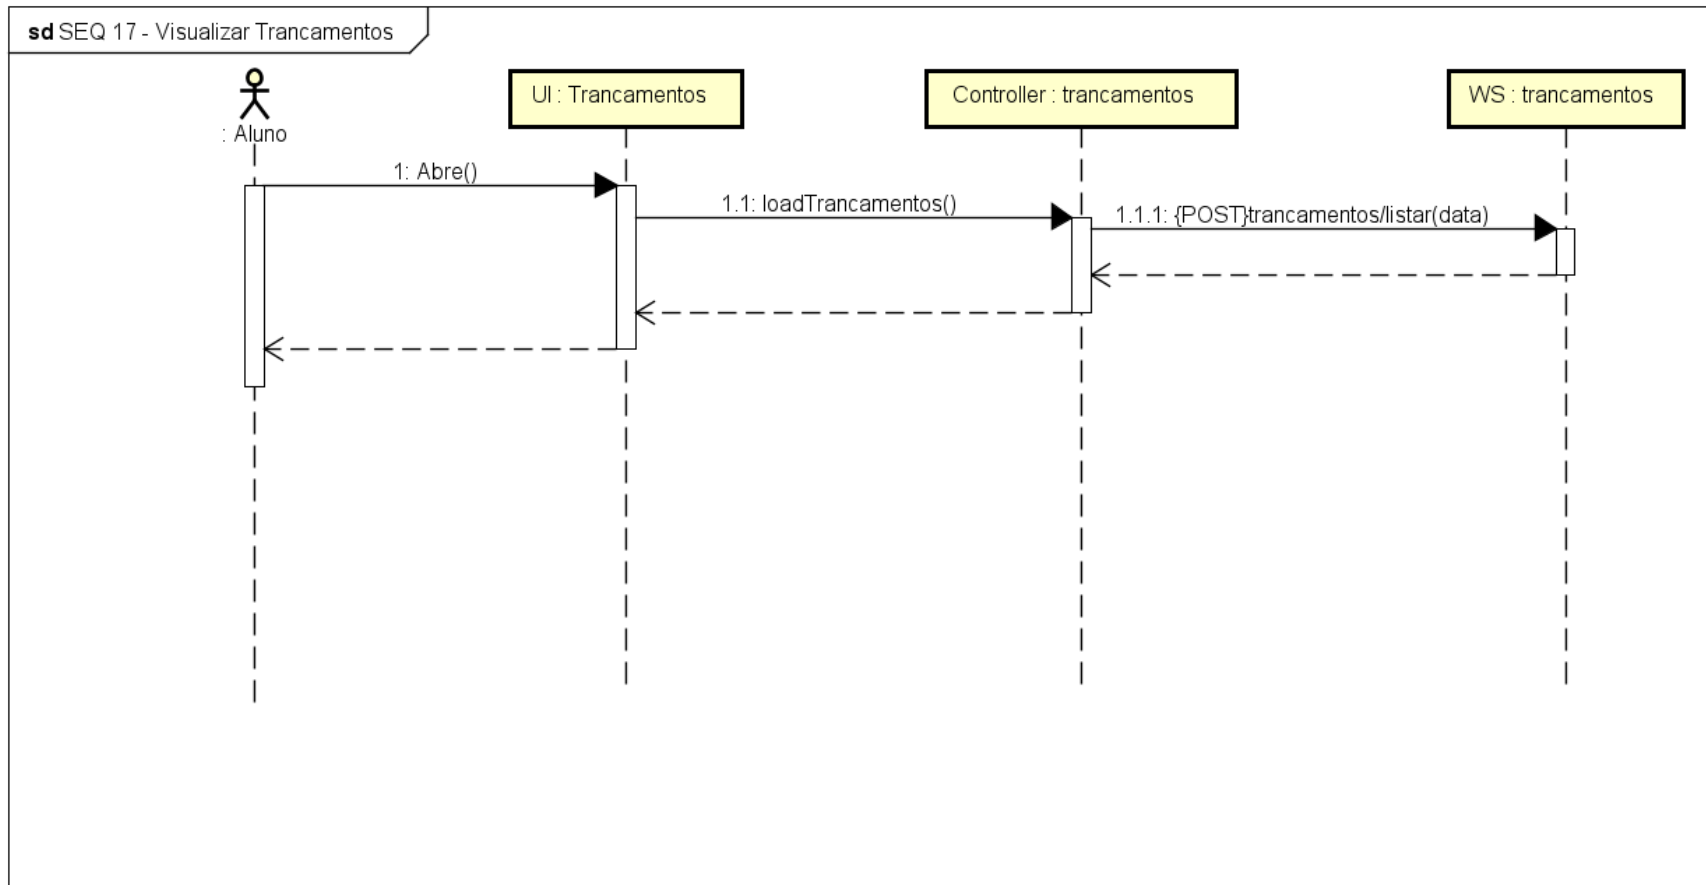 sd SEQ 17 - Visualizar Trancamentos
: Aluno
UI : Trancamentos
Controller : trancamentos
WS : trancamentos
1: Abre()
1.1: loadTrancamentos()
1.1.1: {POST}trancamentos/listar(data)